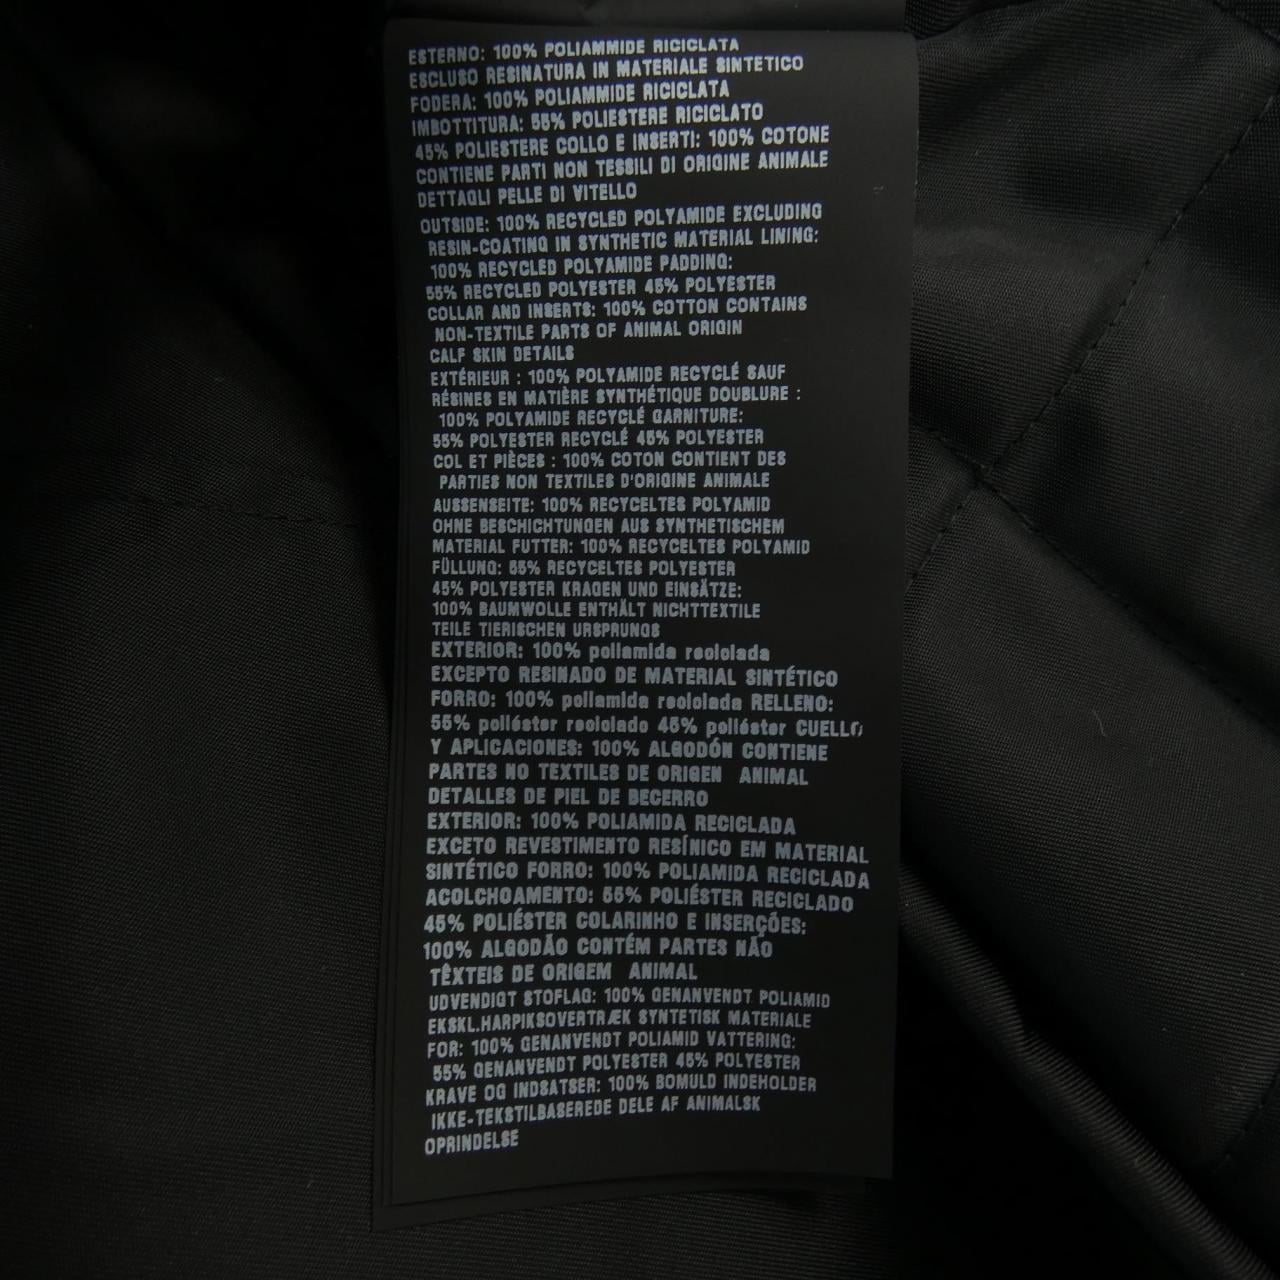 ESTERNO: 100% POLIAMMIDE RICICLATA
ESCLUSO RESINATURA IN MATERIALE SINTETICO
FODERA: 100% POLIAMMIDE RICICLATA
IMBOTTITURA: 55% POLIESTERE RICICLATO
45% POLIESTERE COLLO E INSERTI: 100% COTONE
CONTIENE PARTI NON TESSILI DI ORIGINE ANIMALE
DETTAGLI PELLE DI VITELLO
OUTSIDE: 100% RECYCLED POLYAMIDE EXCLUDING
RESIN-COATING IN SYNTHETIC MATERIAL LINING:
100% RECYCLED POLYAMIDE PADDING:
55% RECYCLED POLYESTER 45% POLYESTER
COLLAR AND INSERTS: 100% COTTON CONTAINS
NON-TEXTILE PARTS OF ANIMAL ORIGIN
CALF SKIN DETAILS
EXTÉRIEUR : 100% POLYAMIDE RECYCLÉ SAUF
RÉSINES EN MATIÈRE SYNTHÉTIQUE DOUBLURE :
100% POLYAMIDE RECYCLÉ GARNITURE:
55% POLYESTER RECYCLÉ 45% POLYESTER
COL ET PIÈCES : 100% COTON CONTIENT DES
PARTIES NON TEXTILES D'ORIGINE ANIMALE
AUSSENSEITE: 100% RECYCELTES POLYAMID
OHNE BESCHICHTUNGEN AUS SYNTHETISCHEM
MATERIAL FUTTER: 100% RECYCELTES POLYAMID
FÜLLUNG: 55% RECYCELTES POLYESTER
45% POLYESTER KRAGEN UND EINSÄTZE:
100% BAUMWOLLE ENTHÄLT NICHTTEXTILE
TEILE TIERISCHEN URSPRUNGS
EXTERIOR: 100% poliamida reciclada
EXCEPTO RESINADO DE MATERIAL SINTÉTICO
FORRO: 100% poliamida reciclada RELLENO:
55% poliéster reciclado 45% poliéster CUELLO
Y APLICACIONES: 100% ALGODÓN CONTIENE
PARTES NO TEXTILES DE ORIGEN ANIMAL
DETALLES DE PIEL DE BECERRO
EXTERIOR: 100% POLIAMIDA RECICLADA
EXCETO REVESTIMENTO RESÍNICO EM MATERIAL
SINTÉTICO FORRO: 100% POLIAMIDA RECICLADA
ACOLCHOAMENTO: 55% POLIÉSTER RECICLADO
45% POLIÉSTER COLARINHO E INSERÇÕES:
100% ALGODÃO CONTÉM PARTES NÃO
TÊXTEIS DE ORIGEM ANIMAL
UDVENDIGT STOFLAG: 100% GENANVENDT POLIAMID
EKSKL.HARPIKSOVERTRÆK SYNTETISK MATERIALE
FOR: 100% GENANVENDT POLIAMID VATTERING:
55% GENANVENDT POLYESTER 45% POLYESTER
KRAVE OG INDSATSER: 100% BOMULD INDEHOLDER
IKKE-TEKSTILBASEREDE DELE AF ANIMALSK
OPRINDELSE